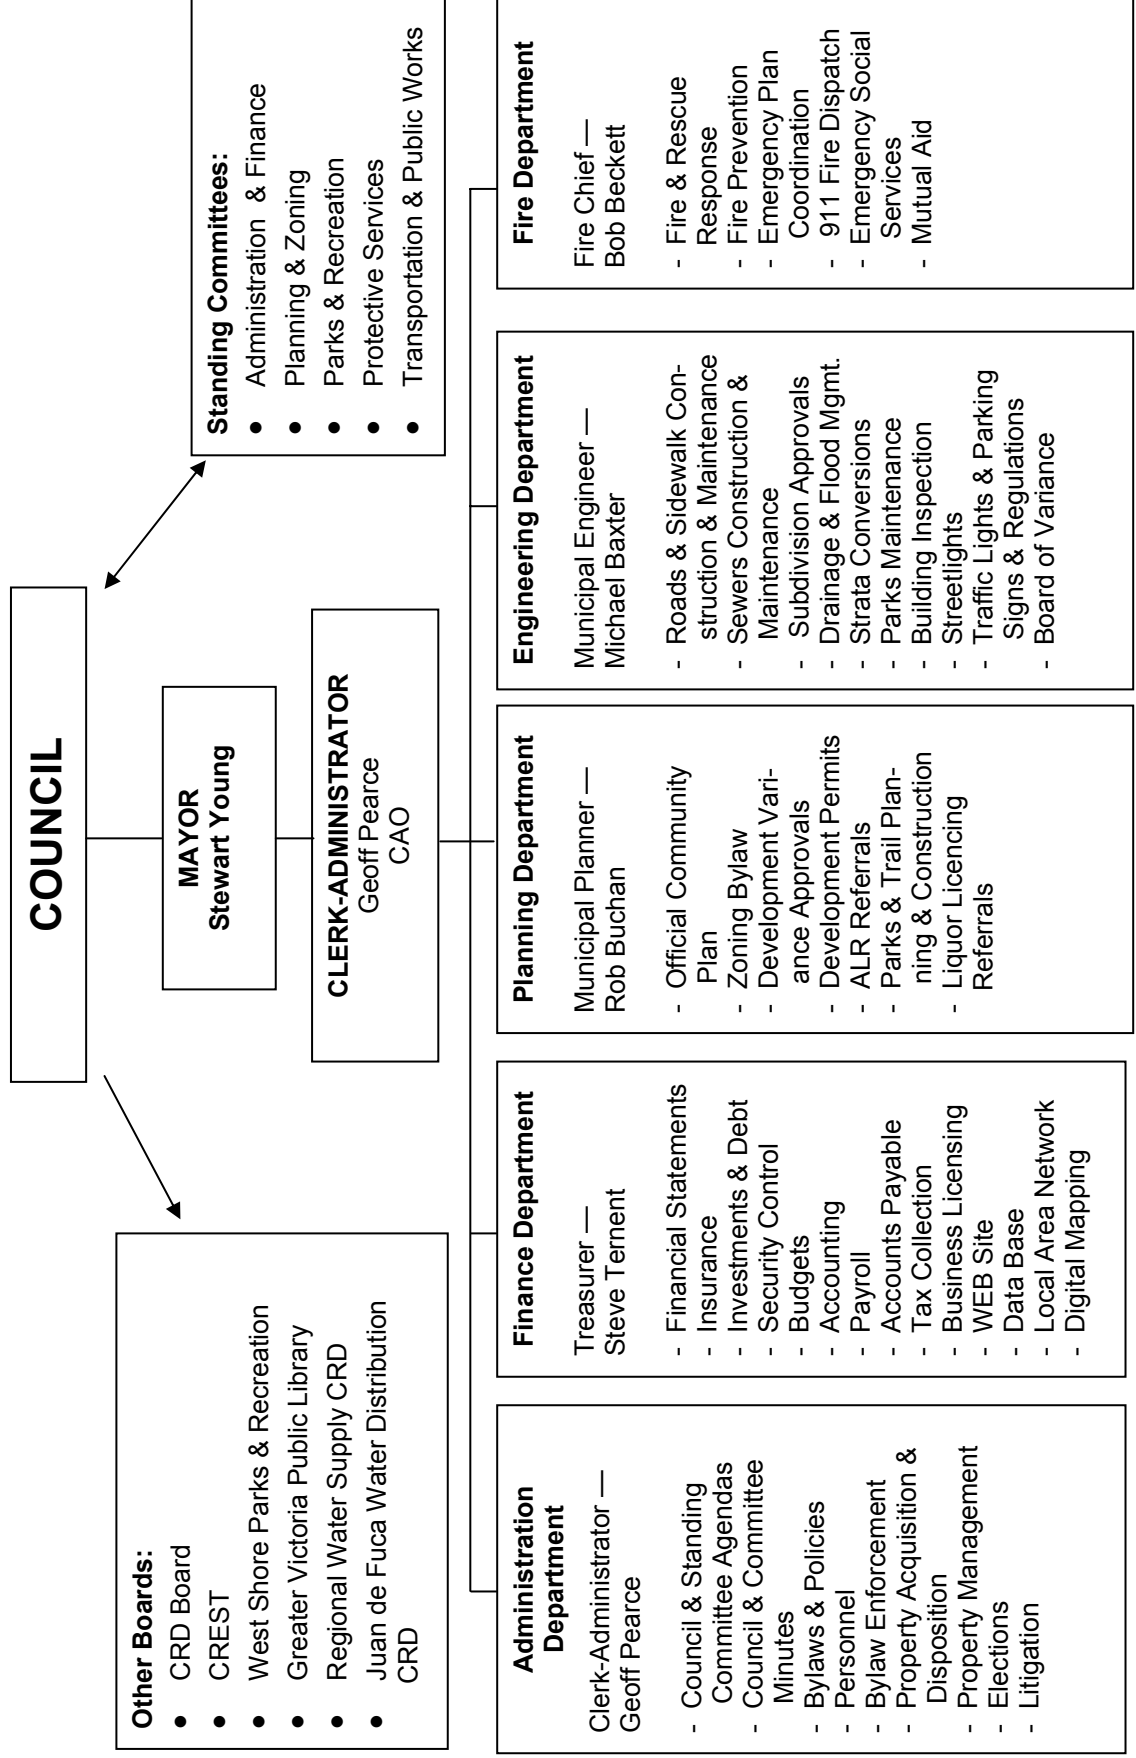 COUNCIL
MAYOR
Stewart Young
CLERK-ADMINISTRATOR
Geoff Pearce
CAO
Other Boards:
● CRD Board
● CREST
● West Shore Parks & Recreation
● Greater Victoria Public Library
● Regional Water Supply CRD
● Juan de Fuca Water Distribution
CRD
Standing Committees:
● Administration & Finance
● Planning & Zoning
● Parks & Recreation
● Protective Services
● Transportation & Public Works
Administration
Department
Clerk-Administrator —
Geoff Pearce
- Council & Standing
Committee Agendas
- Council & Committee
Minutes
- Bylaws & Policies
- Personnel
- Bylaw Enforcement
- Property Acquisition &
Disposition
- Property Management
- Elections
- Litigation
Finance Department
Treasurer —
Steve Ternent
- Financial Statements
- Insurance
- Investments & Debt
- Security Control
- Budgets
- Accounting
- Payroll
- Accounts Payable
- Tax Collection
- Business Licensing
- WEB Site
- Data Base
- Local Area Network
- Digital Mapping
Planning Department
Municipal Planner —
Rob Buchan
- Official Community
Plan
- Zoning Bylaw
- Development Vari-
ance Approvals
- Development Permits
- ALR Referrals
- Parks & Trail Plan-
ning & Construction
- Liquor Licencing
Referrals
Engineering Department
Municipal Engineer —
Michael Baxter
- Roads & Sidewalk Con-
struction & Maintenance
- Sewers Construction &
Maintenance
- Subdivision Approvals
- Drainage & Flood Mgmt.
- Strata Conversions
- Parks Maintenance
- Building Inspection
- Streetlights
- Traffic Lights & Parking
Signs & Regulations
- Board of Variance
Fire Department
Fire Chief —
Bob Beckett
- Fire & Rescue
Response
- Fire Prevention
- Emergency Plan
Coordination
- 911 Fire Dispatch
- Emergency Social
Services
- Mutual Aid